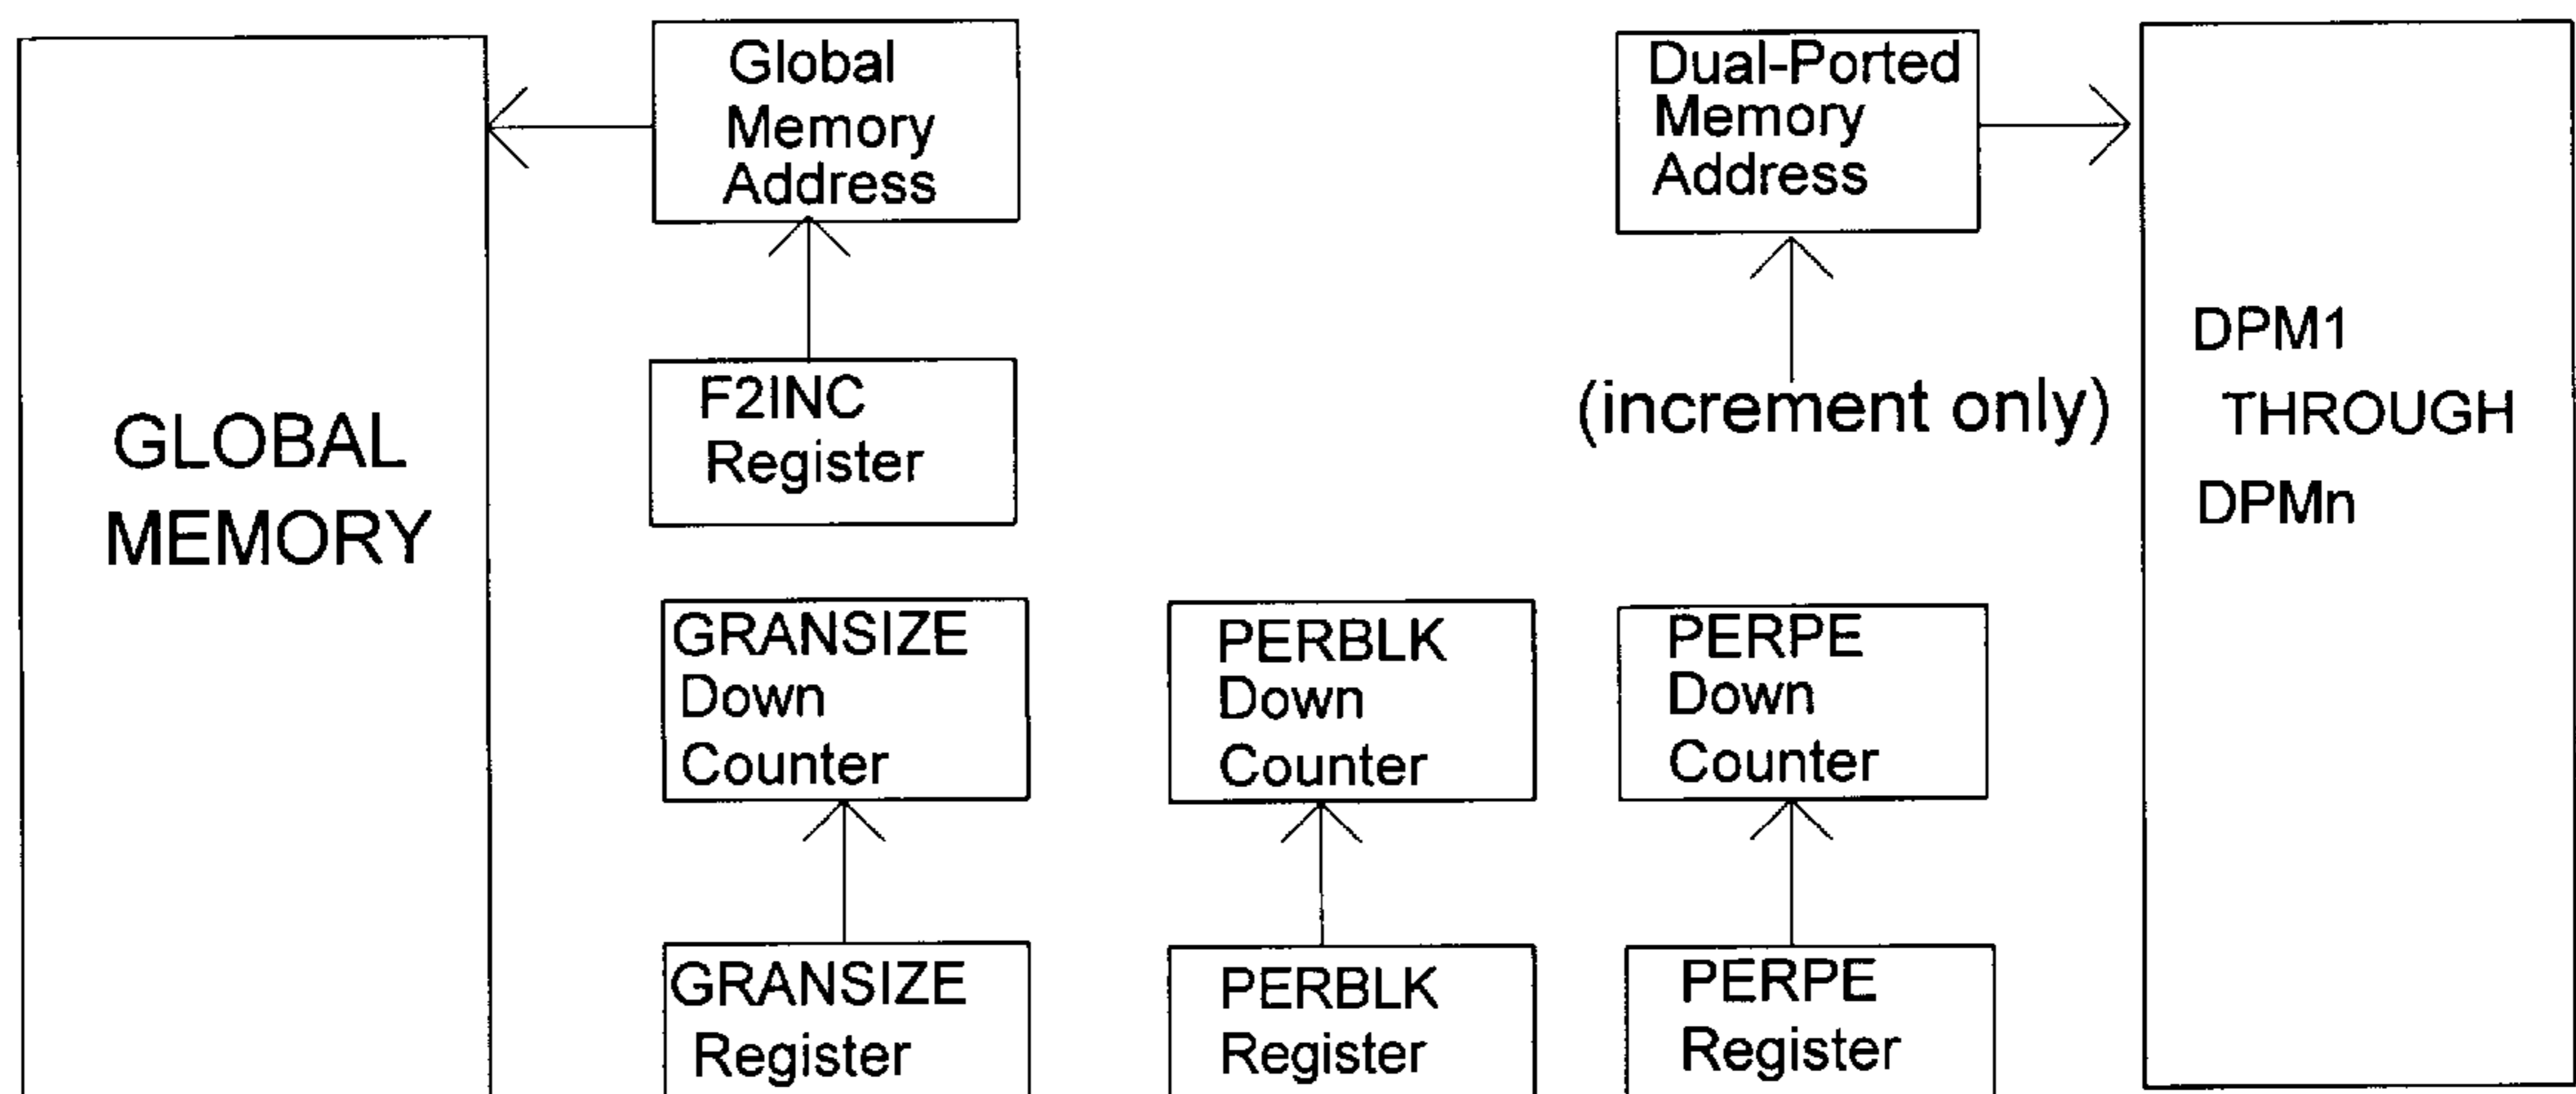 GLOBAL
MEMORY
Global
Memory
Address
F2INC
Register
Dual-Ported
Memory
Address
(increment only)
DPM1
THROUGH
DPMn
GRANSIZE
Down
Counter
PERBLK
Down
Counter
PERPE
Down
Counter
GRANSIZE
Register
PERBLK
Register
PERPE
Register